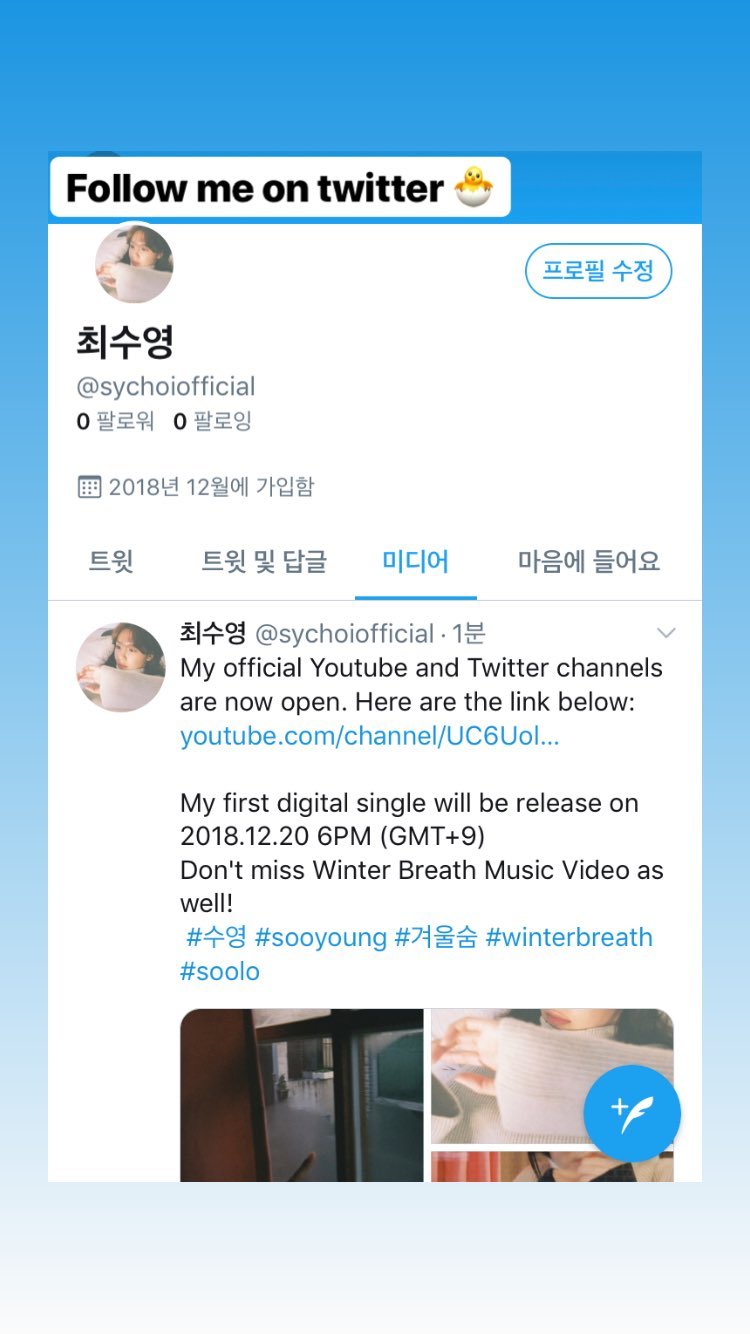 Follow me on twitter 🐣
프로필 수정
최수영
@sychoiofficial
0 팔로워 0 팔로잉
2018년 12월에 가입함
트윗 트윗 및 답글 미디어 마음에 들어요
최수영 @sychoiofficial · 1분
My official Youtube and Twitter channels
are now open. Here are the link below:
youtube.com/channel/UC6Uol...
My first digital single will be release on
2018.12.20 6PM (GMT+9)
Don't miss Winter Breath Music Video as
well!
#수영 #sooyoung #겨울숨 #winterbreath
#soolo